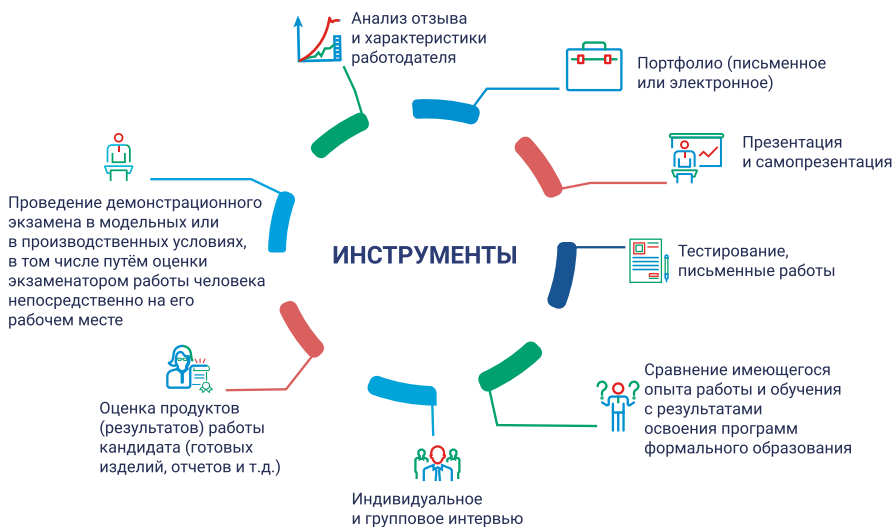 Анализ отзыва
и характеристики
работодателя
Портфолио (письменное
или электронное)
Презентация
и самопрезентация
Проведение демонстрационного
экзамена в модельных или
в производственных условиях,
в том числе путём оценки
экзаменатором работы человека
непосредственно на его
рабочем месте
ИНСТРУМЕНТЫ
Тестирование,
письменные работы
Оценка продуктов
(результатов) работы
кандидата (готовых
изделий, отчетов и т.д.)
Сравнение имеющегося
опыта работы и обучения
с результатами
освоения программ
формального образования
Индивидуальное
и групповое интервью